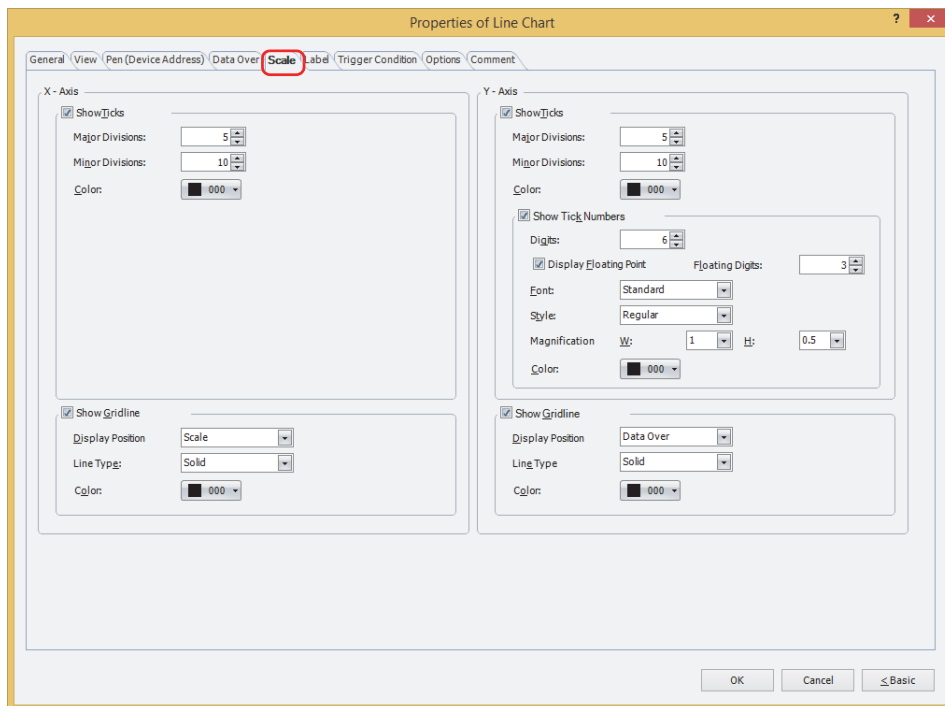 Properties of Line Chart
?
×
General View Pen (Device Address) Data Over Scale Label Trigger Condition Options Comment
X - Axis
Show Ticks
Major Divisions: 5
Minor Divisions: 10
Color: 000
Show Gridline
Display Position Scale
Line Type: Solid
Color: 000
Y - Axis
Show Ticks
Major Divisions: 5
Minor Divisions: 10
Color: 000
Show Tick Numbers
Digits: 6
Display Floating Point Floating Digits: 3
Font: Standard
Style: Regular
Magnification W: 1 H: 0.5
Color: 000
Show Gridline
Display Position Data Over
Line Type Solid
Color: 000
OK Cancel < Basic